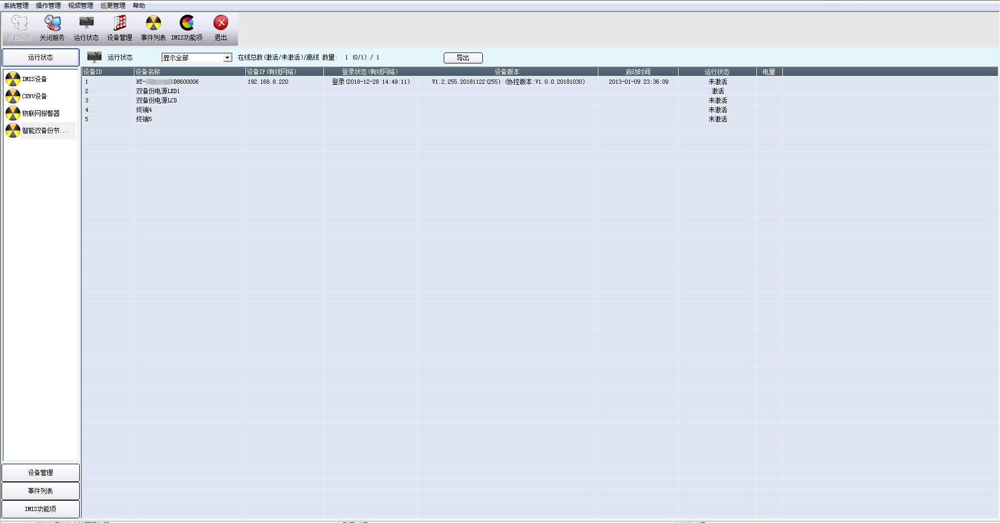 系统管理 操作管理 视频管理 巡更管理 帮助
开启服务 关闭服务 运行状态 设备管理 事件列表 IMIS功能项 退出
运行状态 运行状态 显示全部 在线总数(激活/未激活)/离线 数量: 1 (0/1) / 1 导出
设备ID 设备名称 设备IP(有线网络) 登录状态(有线网络) 设备版本 启动时间 运行状态 电量
1 HT- D8600006 192.168.8.220 登录(2018-12-28 14:49:11) V1.2.255.20181122(255) (协控版本:V1.0.0.20181030) 2013-01-09 23:36:09 未激活
2 双备份电源LED1 激活
3 双备份电源LCD 未激活
4 终端4 未激活
5 终端5 未激活
IMIS设备
CKWU设备
物联网报警器
智能双备份节...
设备管理
事件列表
IMIS功能项